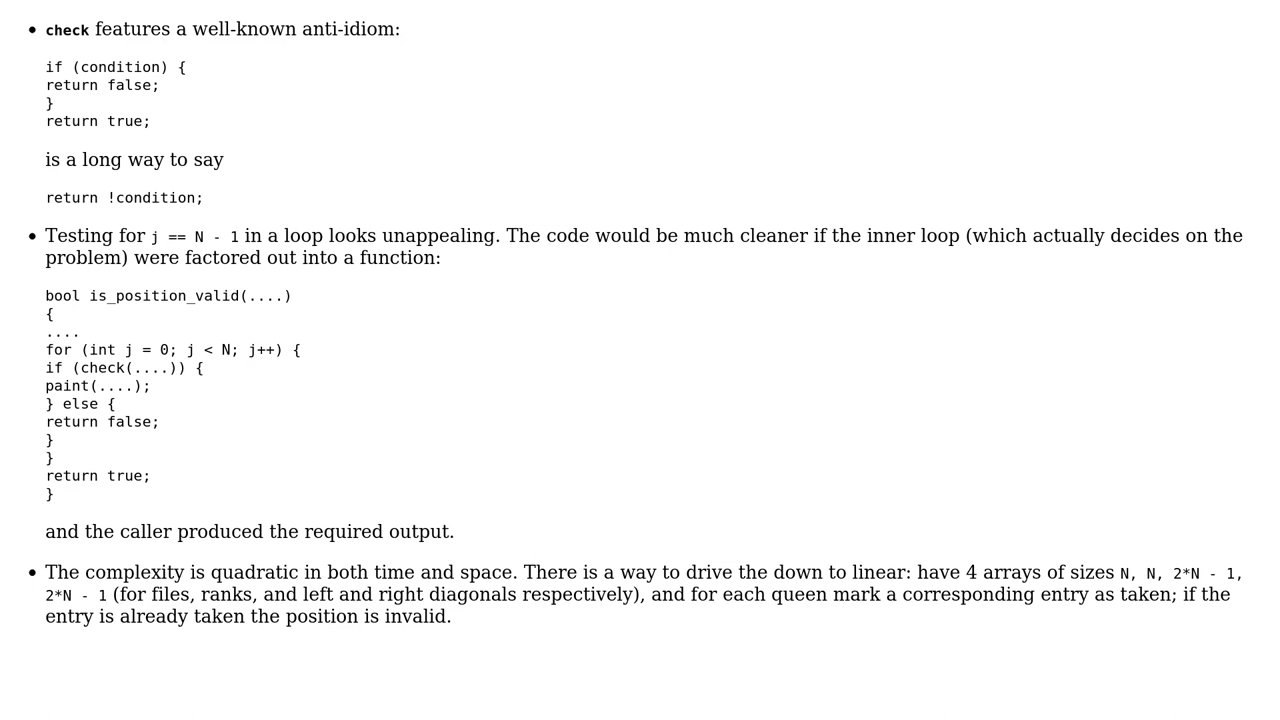 • check features a well-known anti-idiom:
if (condition) {
return false;
}
return true;
is a long way to say
return !condition;
• Testing for j == N - 1 in a loop looks unappealing. The code would be much cleaner if the inner loop (which actually decides on the
problem) were factored out into a function:
bool is_position_valid(....)
{
....
for (int j = 0; j < N; j++) {
if (check(....)) {
paint(....);
} else {
return false;
}
}
return true;
}
and the caller produced the required output.
• The complexity is quadratic in both time and space. There is a way to drive the down to linear: have 4 arrays of sizes N, N, 2*N - 1,
2*N - 1 (for files, ranks, and left and right diagonals respectively), and for each queen mark a corresponding entry as taken; if the
entry is already taken the position is invalid.